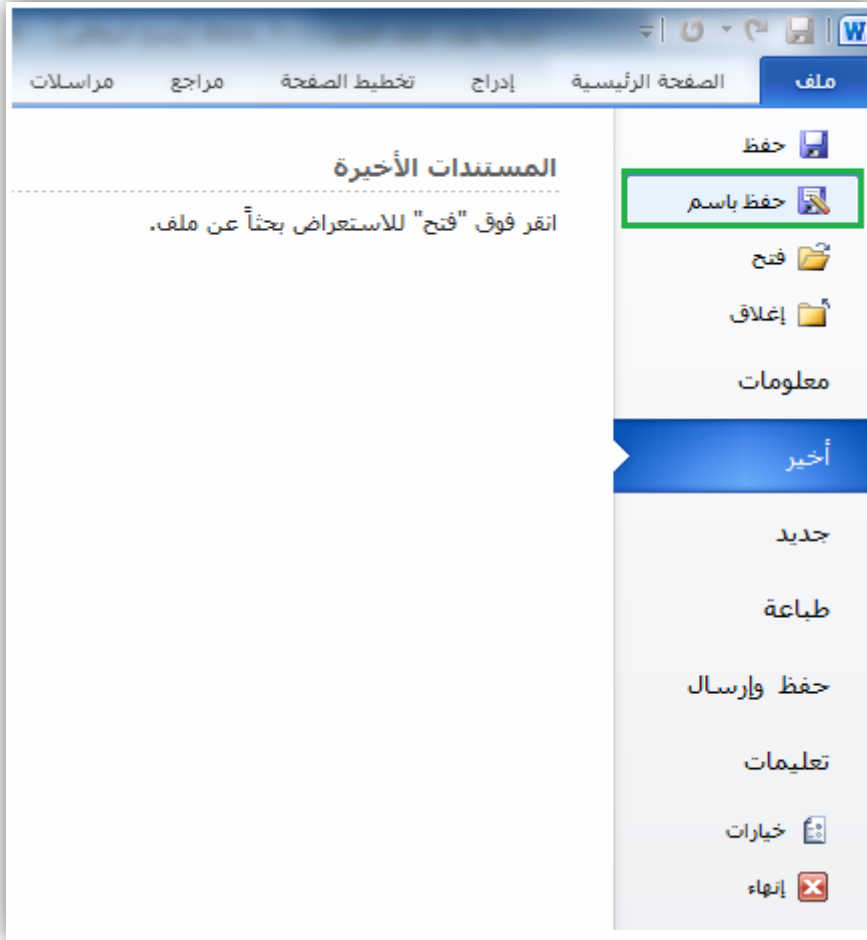 W
ملف الصفحة الرئيسية إدراج تخطيط الصفحة مراجع مراسلات
حفظ
حفظ باسم
فتح
إغلاق
معلومات
أخير
جديد
طباعة
حفظ وإرسال
تعليمات
خيارات
إنهاء
المستندات الأخيرة
انقر فوق "فتح" للاستعراض بحثاً عن ملف.